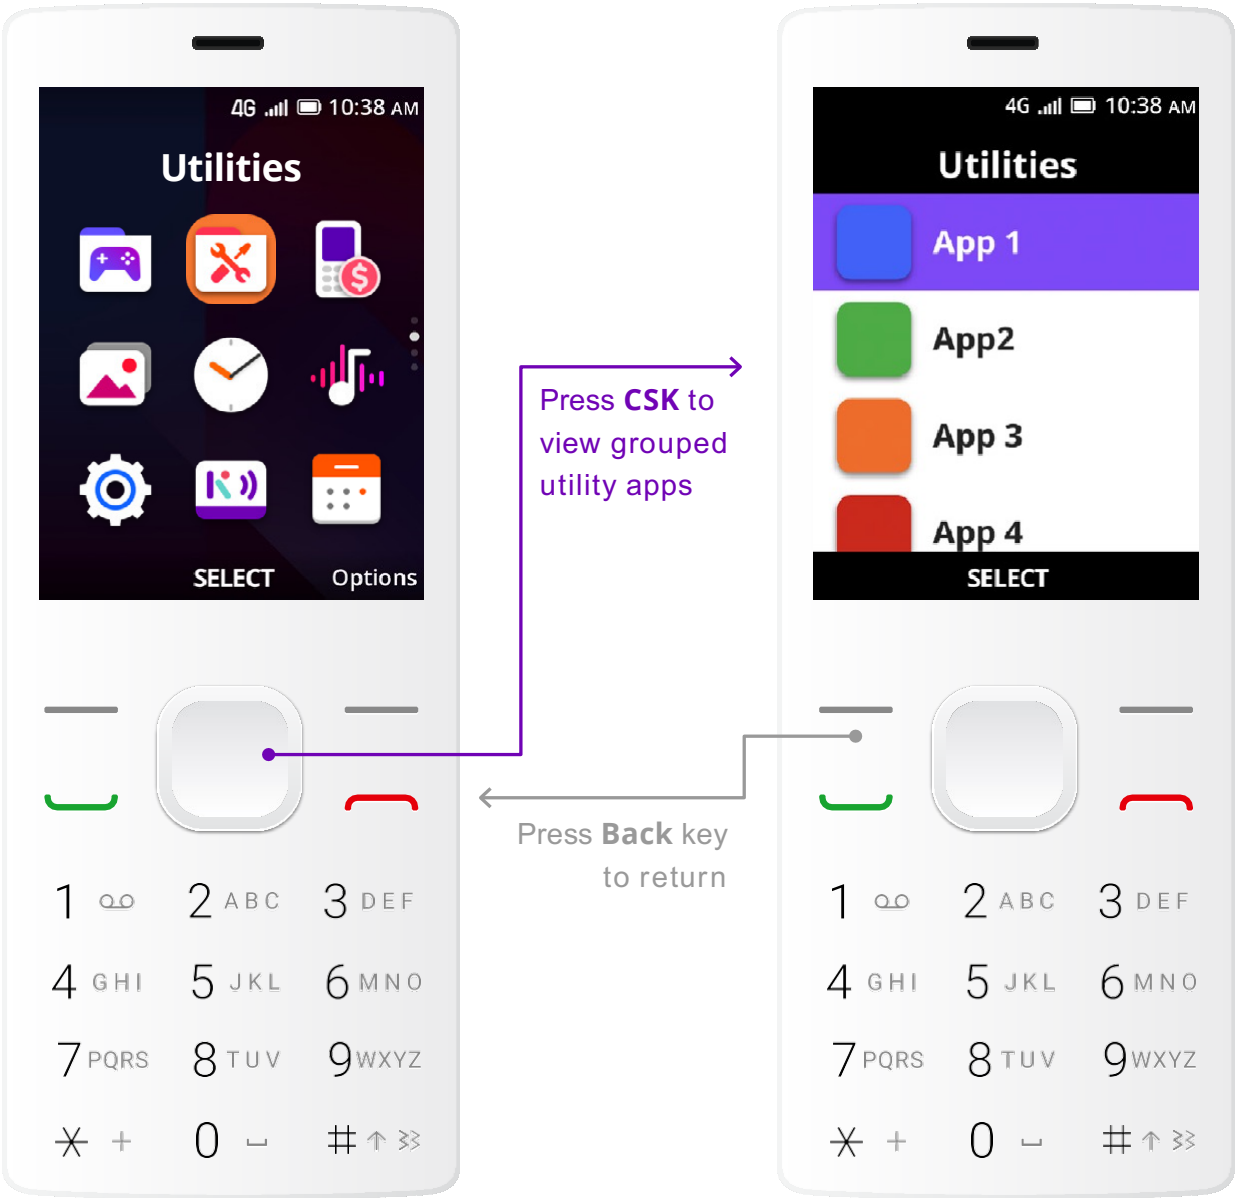 4G 10:38 AM
Utilities
SELECT Options
1
2 ABC
3 DEF
4 GHI
5 JKL
6 MNO
7 PQRS
8 TUV
9 WXYZ
* +
0
#
Press CSK to
view grouped
utility apps
Press Back key
to return
4G 10:38 AM
Utilities
App 1
App2
App 3
App 4
SELECT
1
2 ABC
3 DEF
4 GHI
5 JKL
6 MNO
7 PQRS
8 TUV
9 WXYZ
* +
0
#